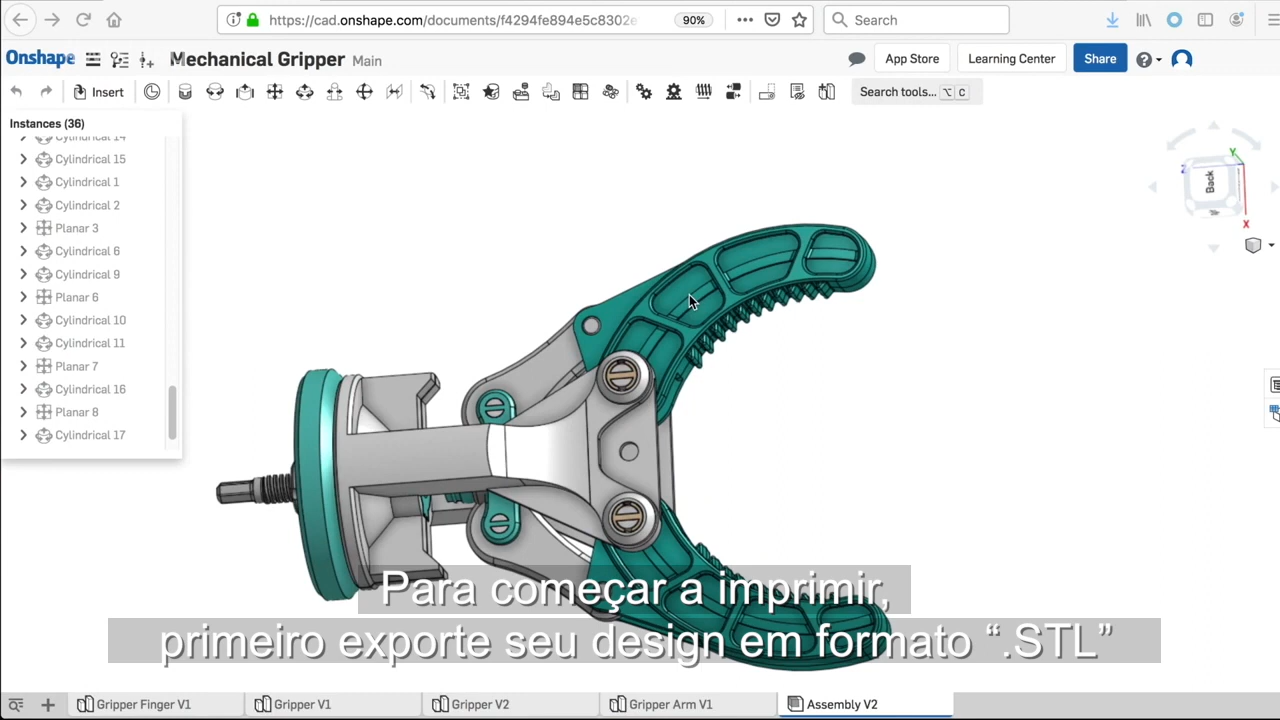 https://cad.onshape.com/documents/f4294fe894e5c8302e
90%
Search
Onshape
Mechanical Gripper Main
App Store
Learning Center
Share
Insert
Search tools... ⌥ C
Instances (36)
Cylindrical 14
Cylindrical 15
Cylindrical 1
Cylindrical 2
Planar 3
Cylindrical 6
Cylindrical 9
Planar 6
Cylindrical 10
Cylindrical 11
Planar 7
Cylindrical 16
Planar 8
Cylindrical 17
Y
Z
Back
X
Para começar a imprimir,
primeiro exporte seu design em formato “.STL”
Gripper Finger V1
Gripper V1
Gripper V2
Gripper Arm V1
Assembly V2